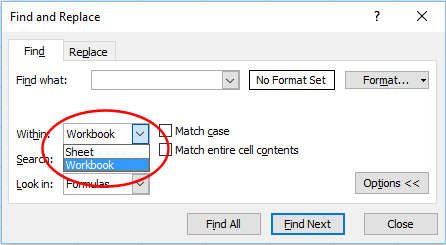 Find and Replace
Find Replace
Find what: No Format Set Format...
Within: Workbook Match case
Sheet
Workbook Match entire cell contents
Search:
Look in: Formulas Options <<
Find All Find Next Close